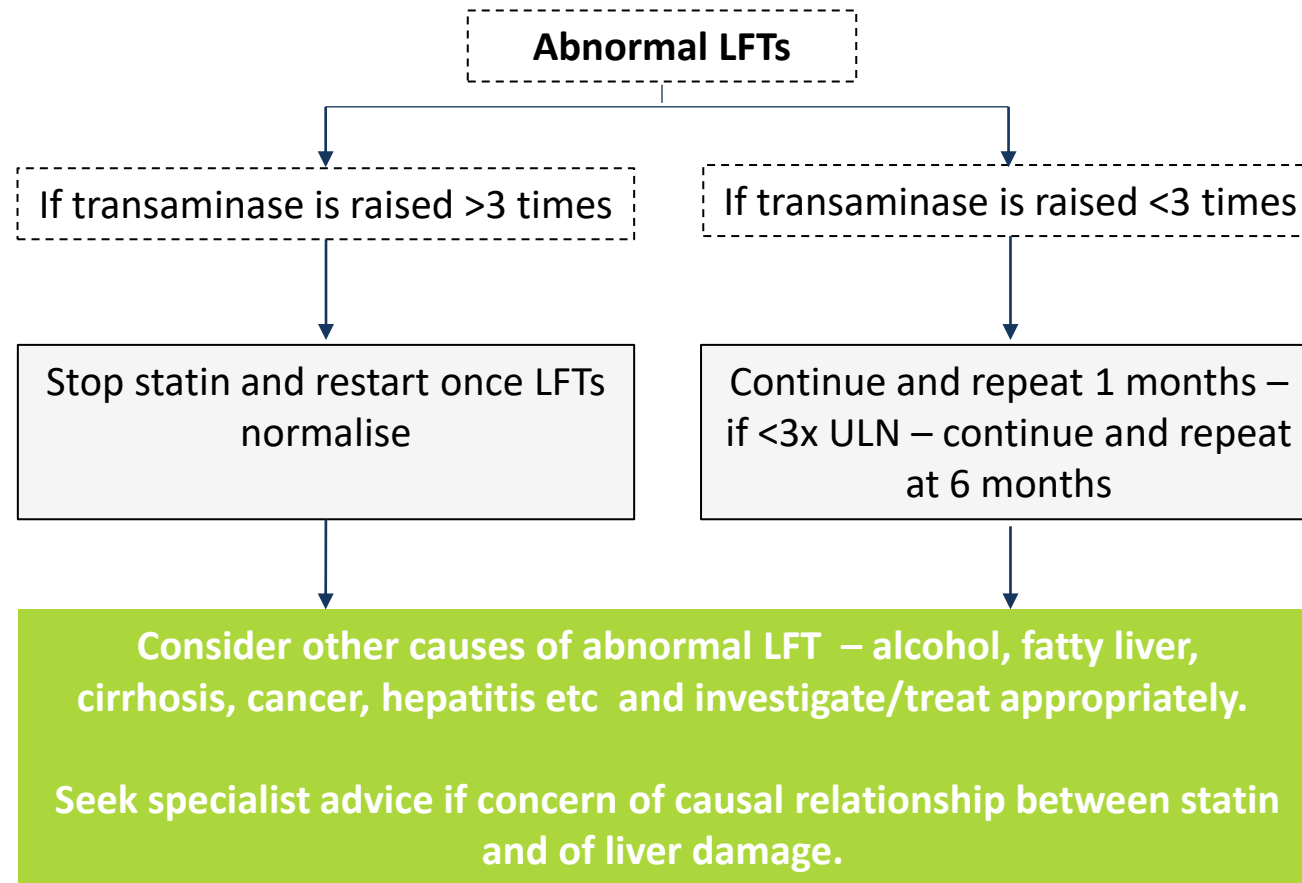 Abnormal LFTs
If transaminase is raised >3 times
If transaminase is raised <3 times
Stop statin and restart once LFTs
normalise
Continue and repeat 1 months –
if <3x ULN – continue and repeat
at 6 months
Consider other causes of abnormal LFT – alcohol, fatty liver,
cirrhosis, cancer, hepatitis etc and investigate/treat appropriately.
Seek specialist advice if concern of causal relationship between statin
and of liver damage.